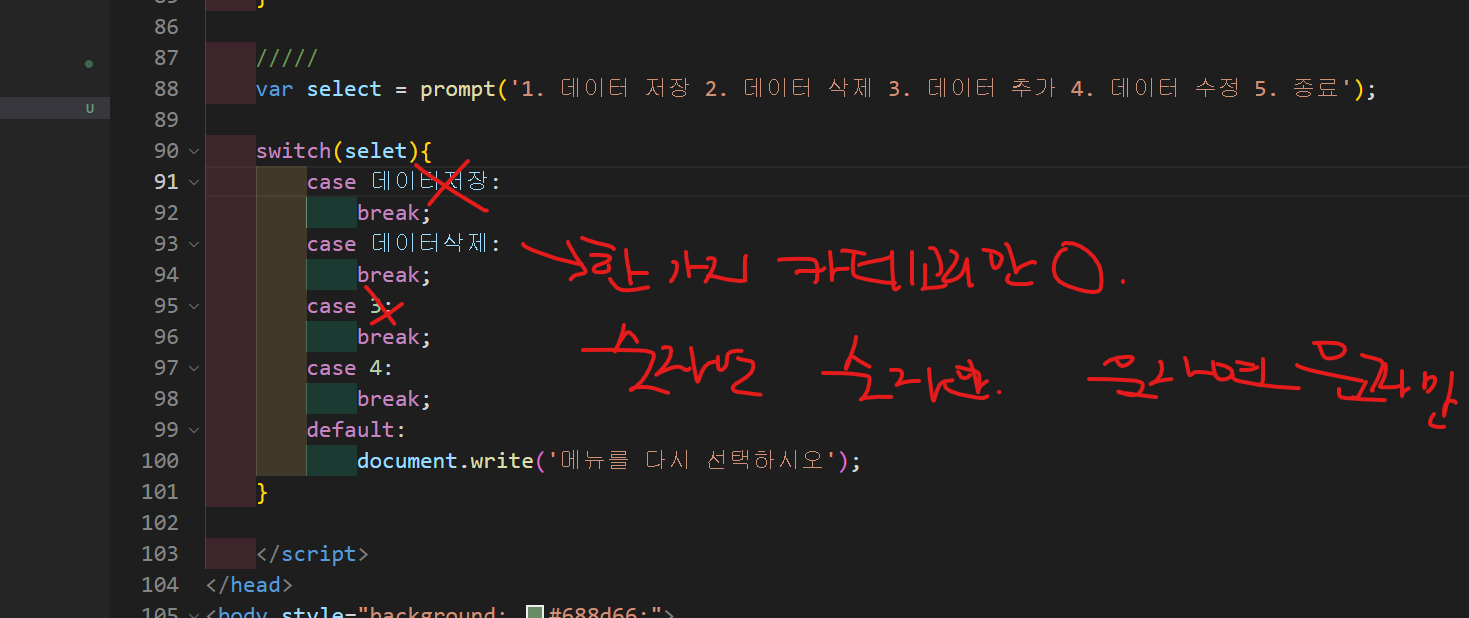 86
87 /////
88 var select = prompt('1. 데이터 저장 2. 데이터 삭제 3. 데이터 추가 4. 데이터 수정 5. 종료');
89
90 switch(selet){
91 case 데이터저장:
92 break;
93 case 데이터삭제:
94 break;
95 case 3:
96 break;
97 case 4:
98 break;
99 default:
100 document.write('메뉴를 다시 선택하시오');
101 }
102
103 </script>
104 </head>
105 <body style="background: #688d66;">
U
한 가지 카테고리만 O.
숫자면 숫자만. 문자면 문자만